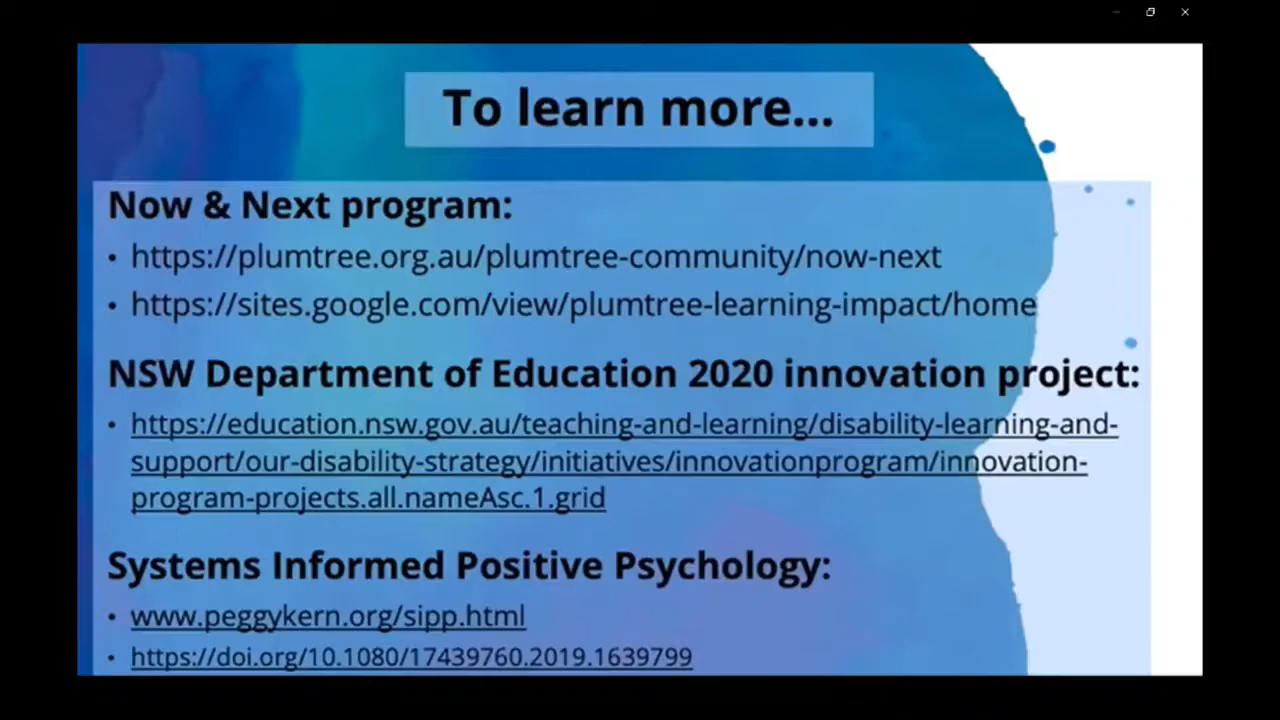 To learn more...
Now & Next program:
• https://plumtree.org.au/plumtree-community/now-next
• https://sites.google.com/view/plumtree-learning-impact/home
NSW Department of Education 2020 innovation project:
• https://education.nsw.gov.au/teaching-and-learning/disability-learning-and-
support/our-disability-strategy/initiatives/innovationprogram/innovation-
program-projects.all.nameAsc.1.grid
Systems Informed Positive Psychology:
• www.peggykern.org/sipp.html
• https://doi.org/10.1080/17439760.2019.1639799